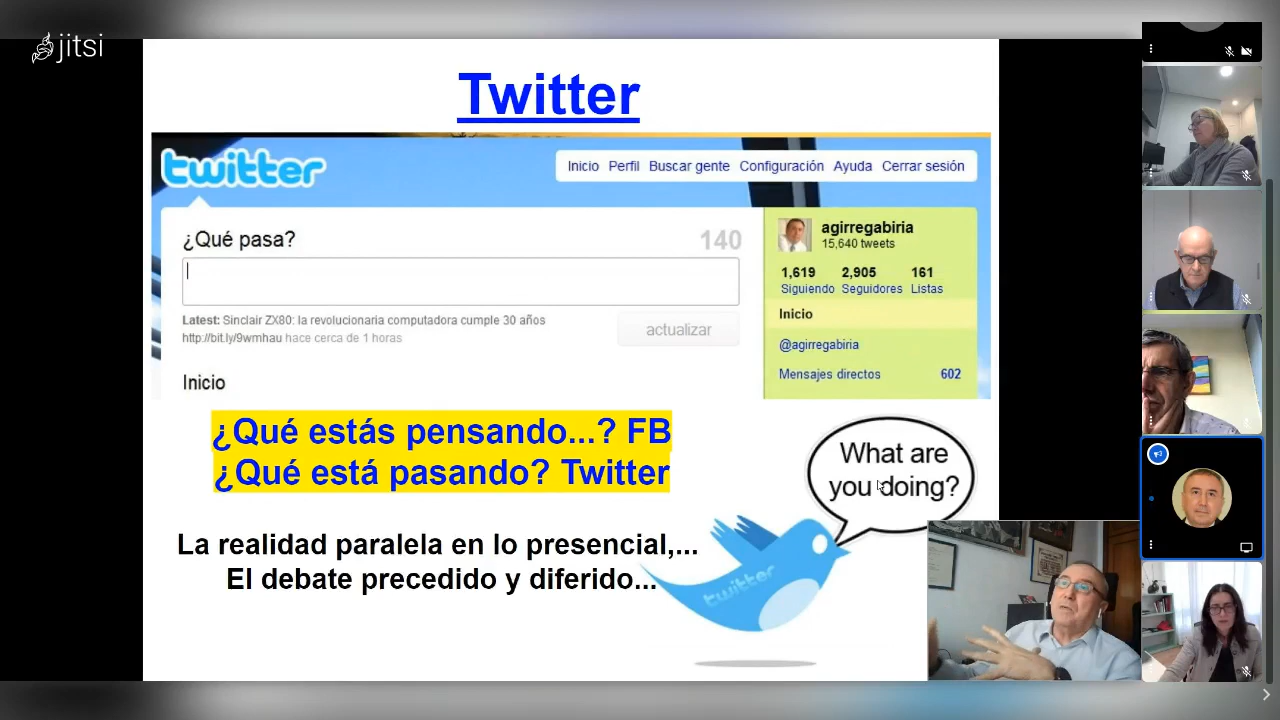 jitsi
Twitter
twitter
Inicio Perfil Buscar gente Configuración Ayuda Cerrar sesión
¿Qué pasa?
140
agirregabiria
15,640 tweets
1,619 2,905 161
Siguiendo Seguidores Listas
Latest: Sinclair ZX80: la revolucionaria computadora cumple 30 años
http://bit.ly/9wmhau hace cerca de 1 horas
actualizar
Inicio
@agirregabiria
Mensajes directos 602
Inicio
¿Qué estás pensando...? FB
¿Qué está pasando? Twitter
What are
you doing?
La realidad paralela en lo presencial,...
El debate precedido y diferido...
twitter